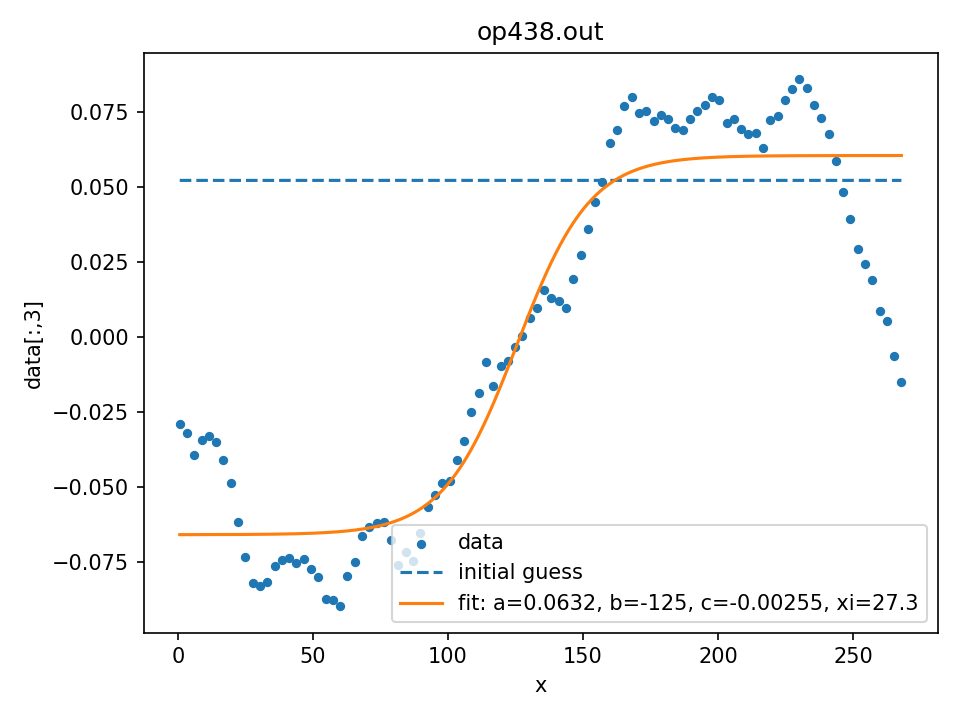 op438.out
data[:,3]
0.075
0.050
0.025
0.000
−0.025
−0.050
−0.075
data
initial guess
fit: a=0.0632, b=-125, c=-0.00255, xi=27.3
0 50 100 150 200 250
x